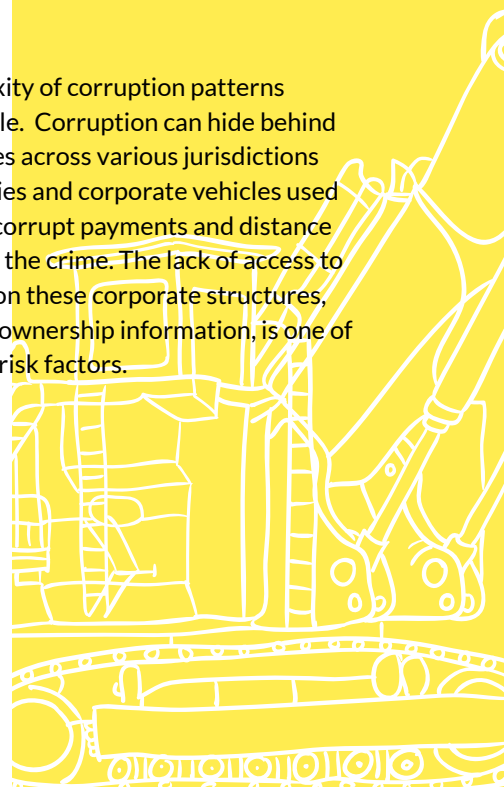 xity of corruption patterns
le. Corruption can hide behind
es across various jurisdictions
ies and corporate vehicles used
corrupt payments and distance
the crime. The lack of access to
on these corporate structures,
ownership information, is one of
risk factors.